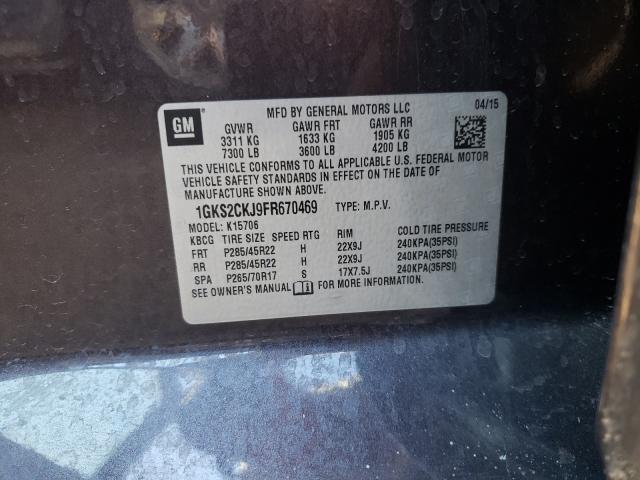 MFD BY GENERAL MOTORS LLC 04/15
GM
GVWR GAWR FRT GAWR RR
3311 KG 1633 KG 1905 KG
7300 LB 3600 LB 4200 LB
THIS VEHICLE CONFORMS TO ALL APPLICABLE U.S. FEDERAL MOTOR
VEHICLE SAFETY STANDARDS IN EFFECT ON THE DATE OF
MANUFACTURE SHOWN ABOVE.
1GKS2CKJ9FR670469 TYPE: M.P.V.
MODEL: K15706
KBCG TIRE SIZE SPEED RTG RIM COLD TIRE PRESSURE
FRT P285/45R22 H 22X9J 240KPA(35PSI)
RR P285/45R22 H 22X9J 240KPA(35PSI)
SPA P265/70R17 S 17X7.5J 240KPA(35PSI)
SEE OWNER'S MANUAL FOR MORE INFORMATION.